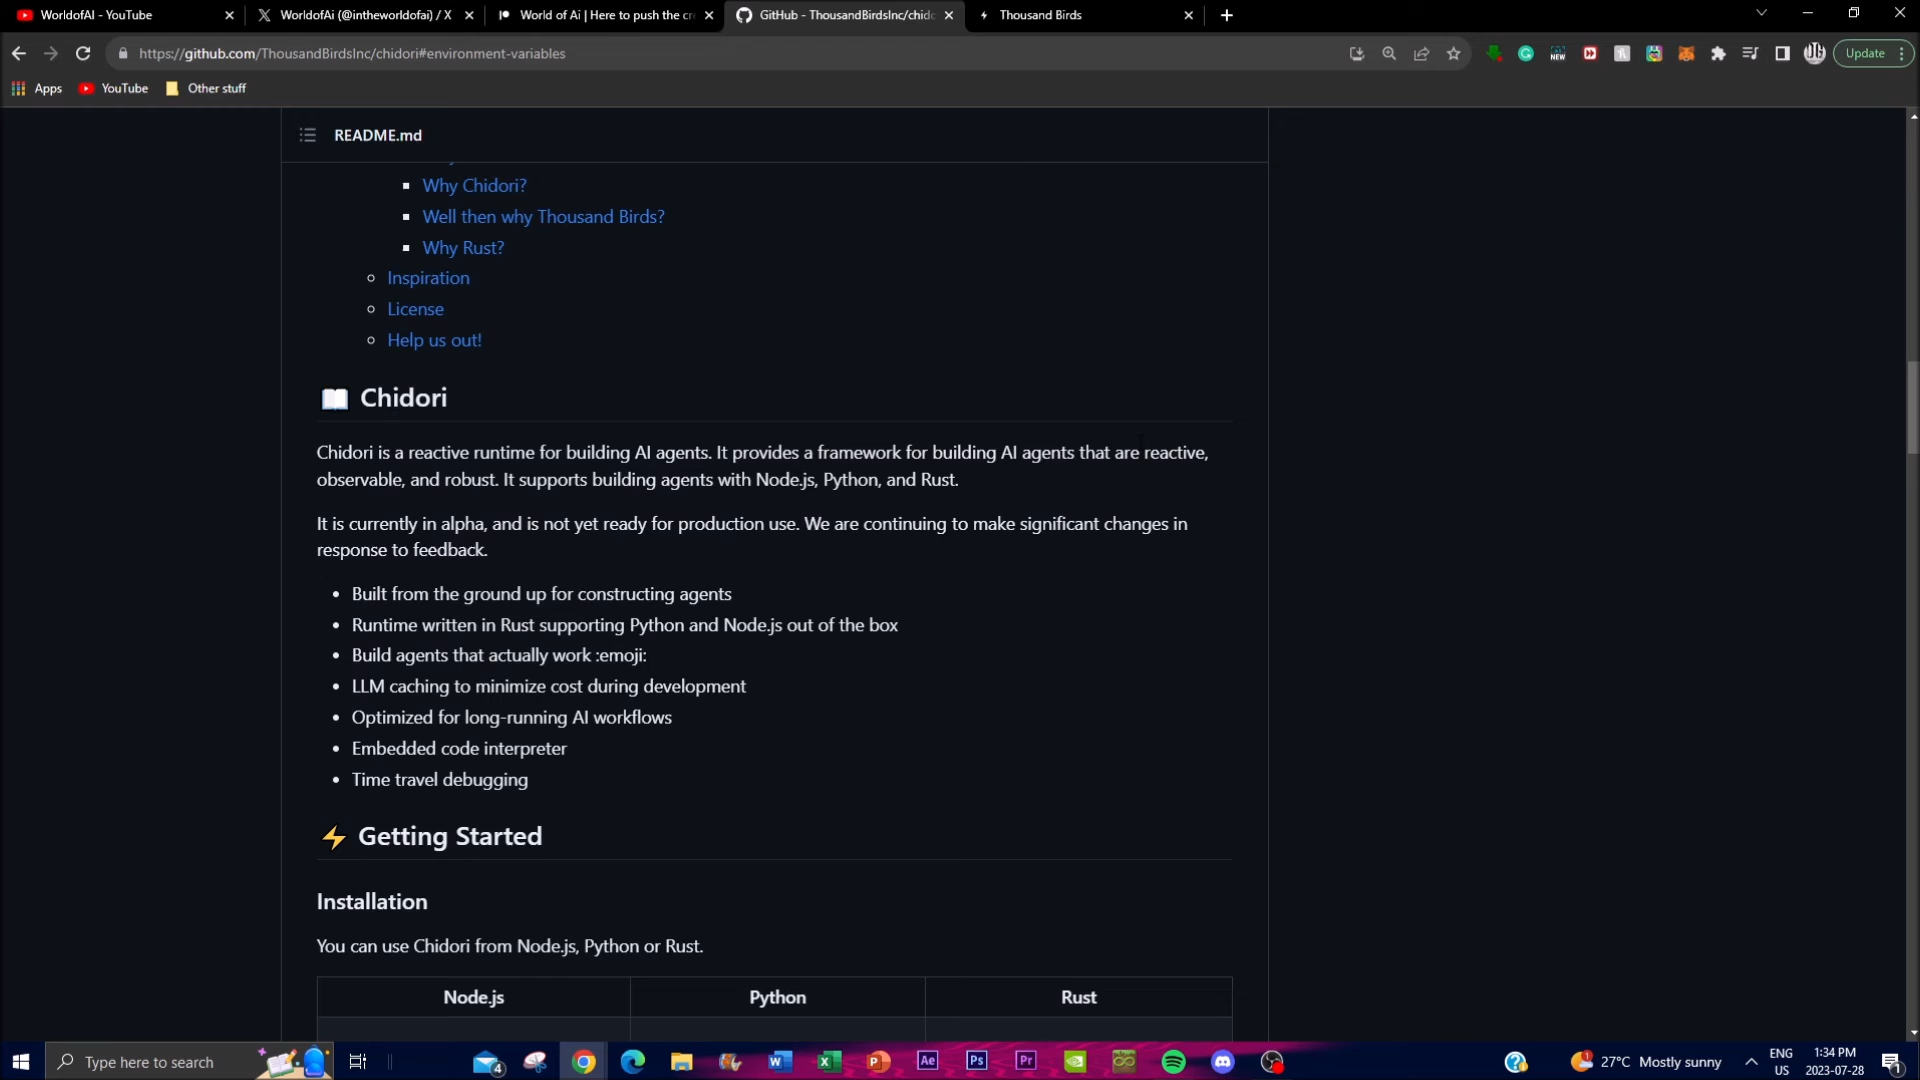 WorldofAI - YouTube
WorldofAi (@intheworldofai) / X
World of Ai | Here to push the cr
GitHub - ThousandBirdsInc/chido
Thousand Birds
https://github.com/ThousandBirdsInc/chidori#environment-variables
NEW
Update
Apps
YouTube
Other stuff
README.md
Why Chidori?
Well then why Thousand Birds?
Why Rust?
Inspiration
License
Help us out!
Chidori
Chidori is a reactive runtime for building AI agents. It provides a framework for building AI agents that are reactive,
observable, and robust. It supports building agents with Node.js, Python, and Rust.
It is currently in alpha, and is not yet ready for production use. We are continuing to make significant changes in
response to feedback.
Built from the ground up for constructing agents
Runtime written in Rust supporting Python and Node.js out of the box
Build agents that actually work :emoji:
LLM caching to minimize cost during development
Optimized for long-running AI workflows
Embedded code interpreter
Time travel debugging
Getting Started
Installation
You can use Chidori from Node.js, Python or Rust.
Node.js Python Rust
Type here to search
4
W
X
P
Ae
Ps
Pr
1
27°C Mostly sunny
ENG
US
1:34 PM
2023-07-28
1